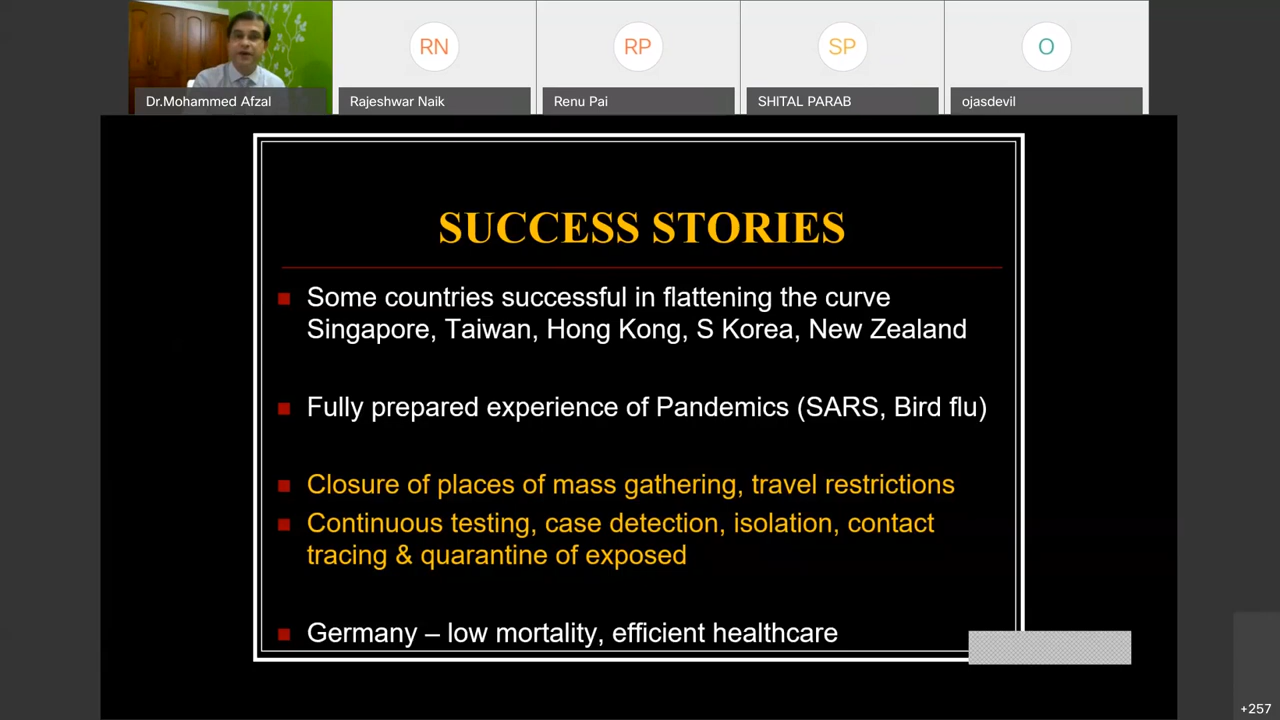 RN
RP
SP
O
Dr.Mohammed Afzal
Rajeshwar Naik
Renu Pai
SHITAL PARAB
ojasdevil
SUCCESS STORIES
Some countries successful in flattening the curve
Singapore, Taiwan, Hong Kong, S Korea, New Zealand
Fully prepared experience of Pandemics (SARS, Bird flu)
Closure of places of mass gathering, travel restrictions
Continuous testing, case detection, isolation, contact
tracing & quarantine of exposed
Germany – low mortality, efficient healthcare
+257